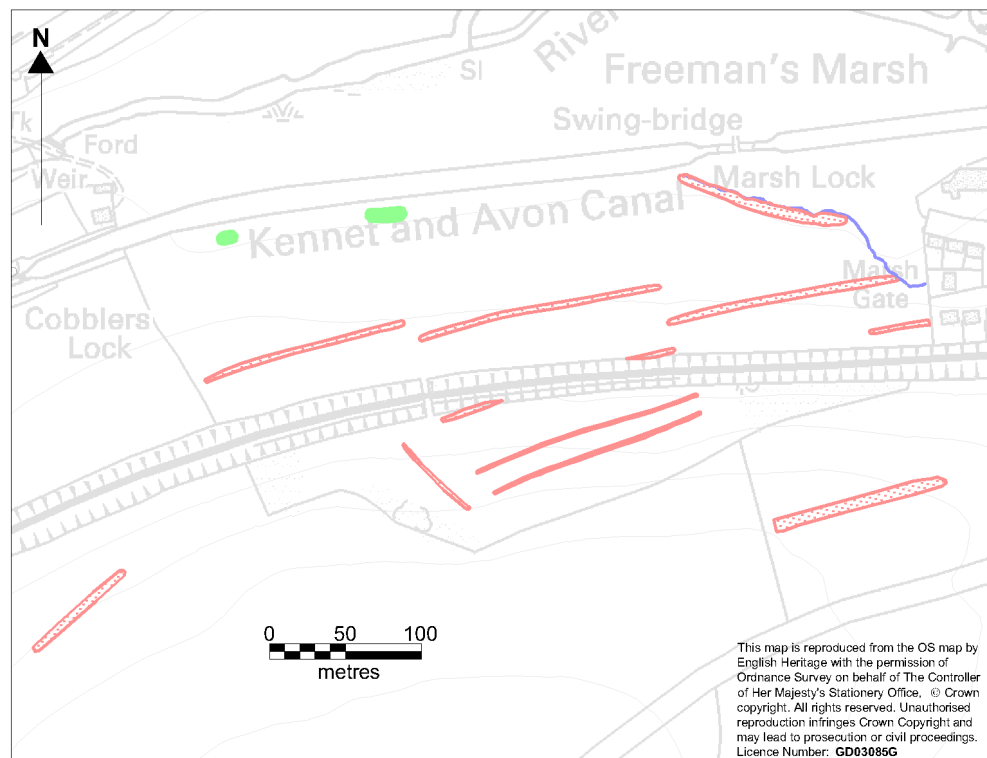 N
River
SI
Freeman's Marsh
Swing-bridge
Tk
Ford
Weir
Marsh Lock
Kennet and Avon Canal
Marsh
Gate
Cobblers
Lock
0 50 100
metres
This map is reproduced from the OS map by
English Heritage with the permission of
Ordnance Survey on behalf of The Controller
of Her Majesty's Stationery Office, © Crown
copyright. All rights reserved. Unauthorised
reproduction infringes Crown Copyright and
may lead to prosecution or civil proceedings.
Licence Number: GD03085G